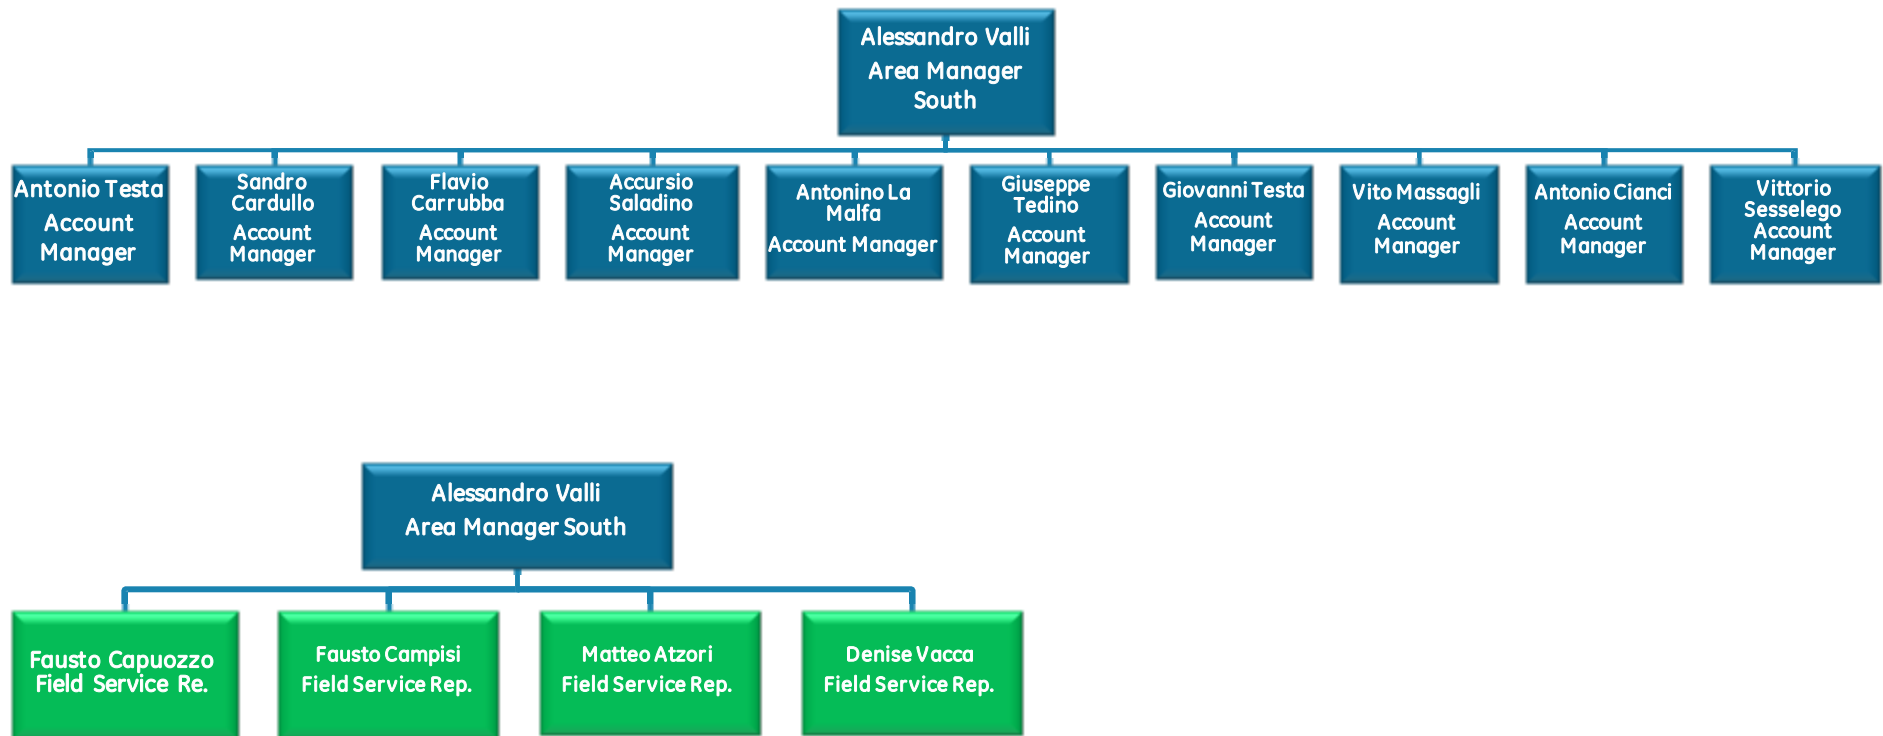 Alessandro Valli
Area Manager
South
Antonio Testa
Account
Manager
Sandro
Cardullo
Account
Manager
Flavio
Carrubba
Account
Manager
Accursio
Saladino
Account
Manager
Antonino La
Malfa
Account Manager
Giuseppe
Tedino
Account
Manager
Giovanni Testa
Account
Manager
Vito Massagli
Account
Manager
Antonio Cianci
Account
Manager
Vittorio
Sesselego
Account
Manager
Alessandro Valli
Area Manager South
Fausto Capuozzo
Field Service Re.
Fausto Campisi
Field Service Rep.
Matteo Atzori
Field Service Rep.
Denise Vacca
Field Service Rep.